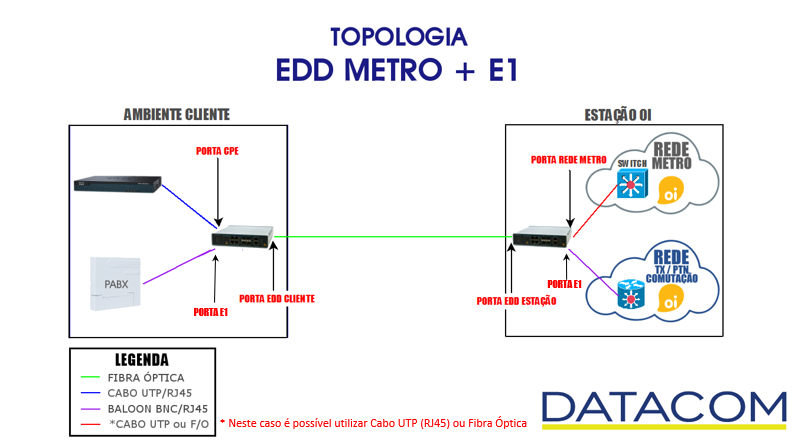 TOPOLOGIA
EDD METRO + E1
AMBIENTE CLIENTE
ESTAÇÃO OI
PORTA CPE
PORTA REDE METRO
REDE
METRO
SWITCH
oi
PABX
PORTA E1
PORTA EDD CLIENTE
PORTA EDD ESTAÇÃO
PORTA E1
REDE
TX / PTN
COMUTAÇÃO
oi
LEGENDA
FIBRA ÓPTICA
CABO UTP/RJ45
BALOON BNC/RJ45
*CABO UTP ou F/O
* Neste caso é possível utilizar Cabo UTP (RJ45) ou Fibra Óptica
DATACOM